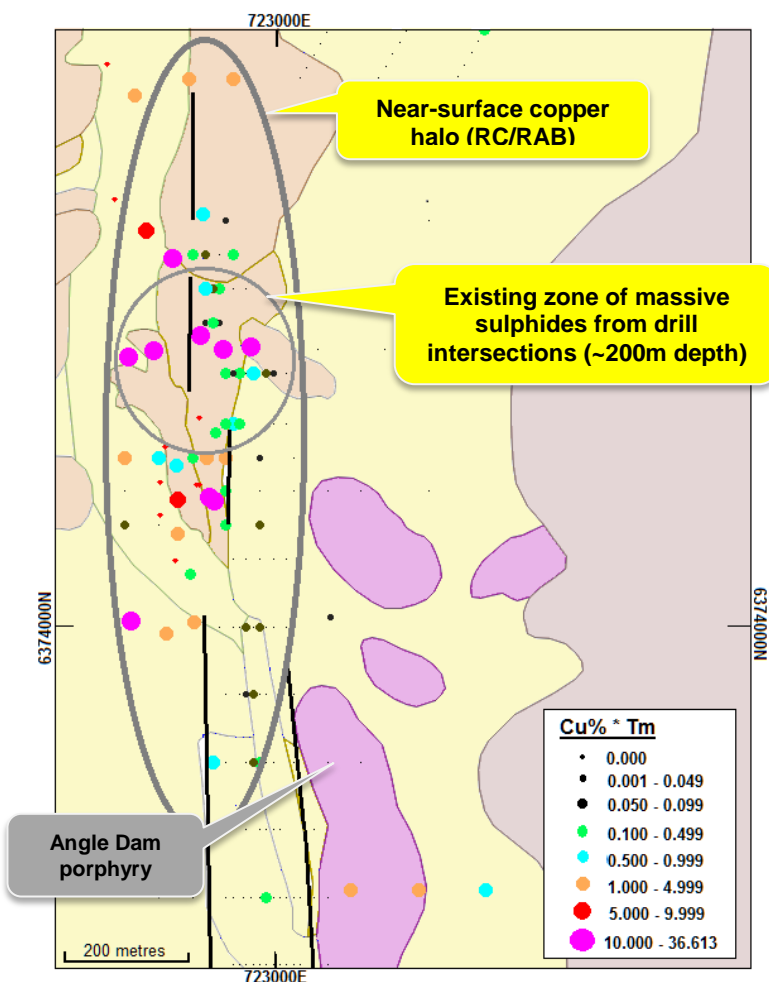 723000E
Near-surface copper
halo (RC/RAB)
Existing zone of massive
sulphides from drill
intersections (~200m depth)
6374000N
6374000N
Angle Dam
porphyry
Cu% * Tm
0.000
0.001 - 0.049
0.050 - 0.099
0.100 - 0.499
0.500 - 0.999
1.000 - 4.999
5.000 - 9.999
10.000 - 36.613
200 metres
723000E